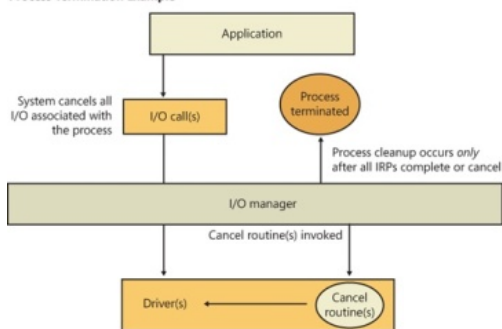 Application
System cancels all
I/O associated with
the process
I/O call(s)
Process
terminated
Process cleanup occurs only
after all IRPs complete or cancel
I/O manager
Cancel routine(s) invoked
Driver(s)
Cancel
routine(s)